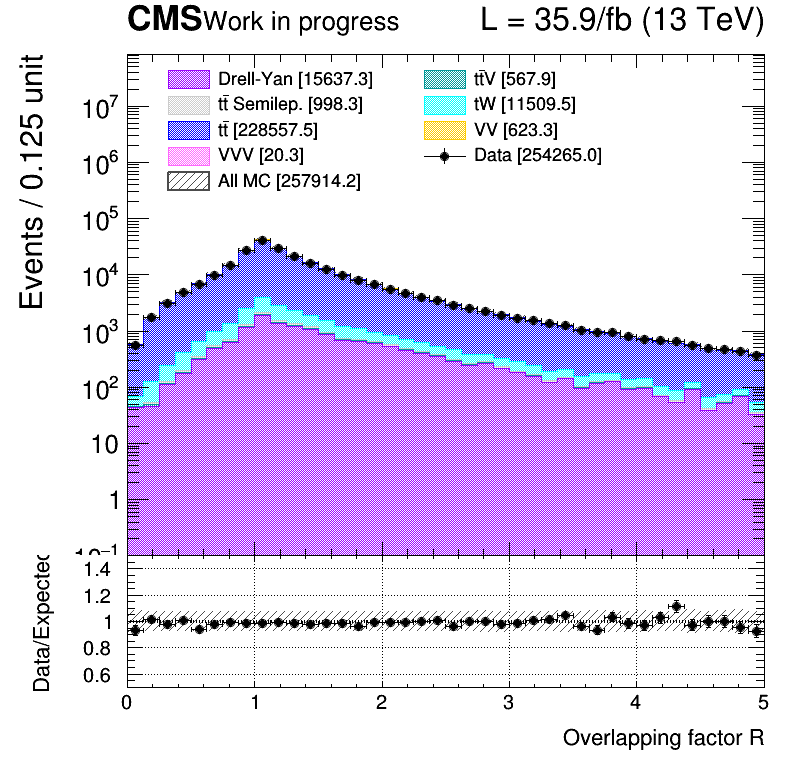 CMS Work in progress L = 35.9/fb (13 TeV)
Events / 0.125 unit
Drell-Yan [15637.3] tt̄V [567.9]
tt̄ Semilep. [998.3] tW [11509.5]
tt̄ [228557.5] VV [623.3]
VVV [20.3] Data [254265.0]
All MC [257914.2]
10⁷
10⁶
10⁵
10⁴
10³
10²
10
1
10⁻¹
Data/Expected
1.4
1.2
1
0.8
0.6
0 1 2 3 4 5
Overlapping factor R